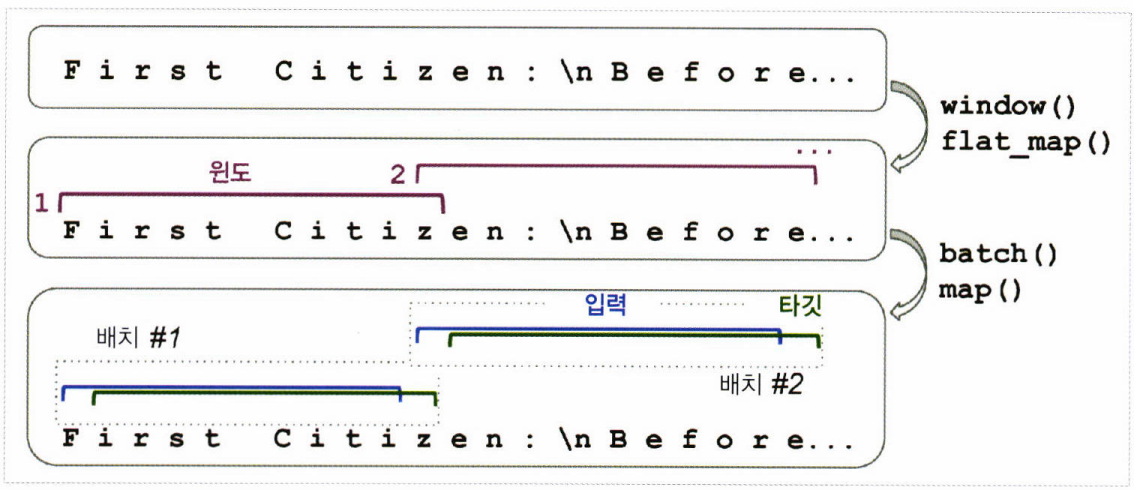 F i r s t   C i t i z e n : \n B e f o r e...
window()
flat_map()
...
윈도 2
1
F i r s t   C i t i z e n : \n B e f o r e...
batch()
map()
입력 타깃
배치 #1
배치 #2
F i r s t   C i t i z e n : \n B e f o r e...